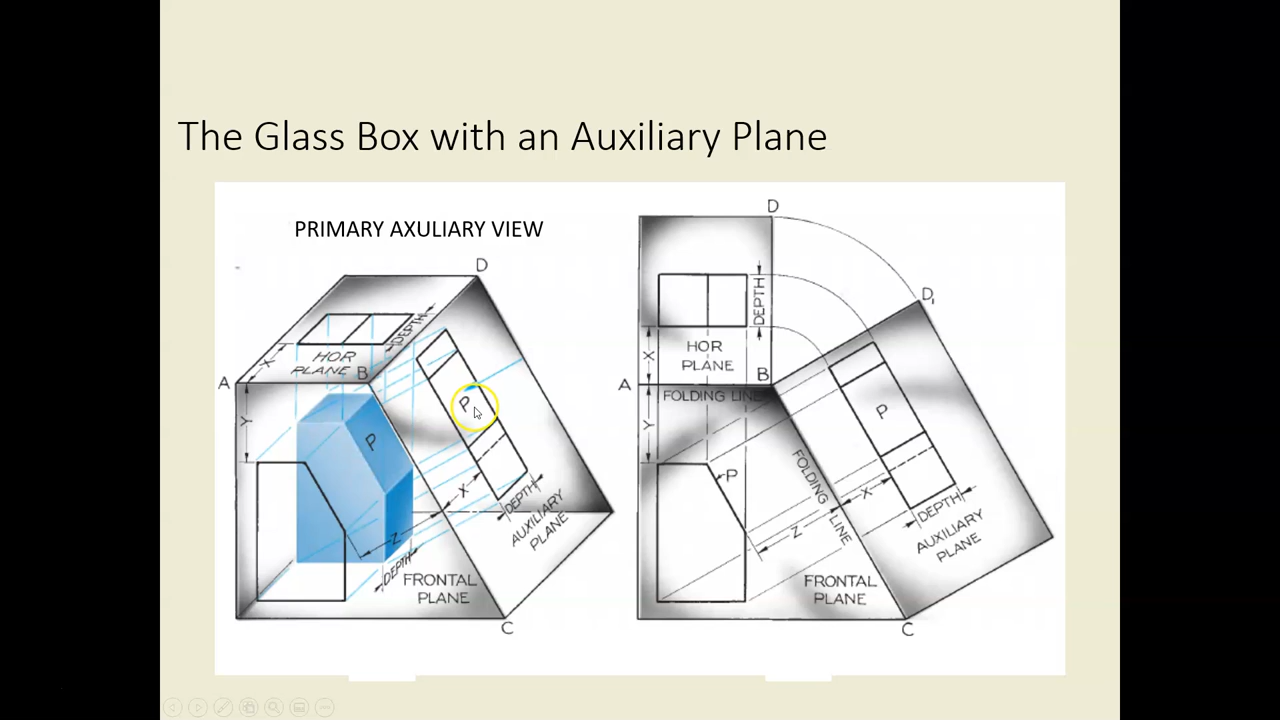 The Glass Box with an Auxiliary Plane
PRIMARY AXULIARY VIEW
D
DEPTH
X
HOR
PLANE
A
B
Y
P
P
X
Z
DEPTH
DEPTH
AUXILIARY
PLANE
FRONTAL
PLANE
C
D
DEPTH
D₁
X
HOR
PLANE
A
B
FOLDING LINE
Y
P
P
FOLDING LINE
X
Z
DEPTH
AUXILIARY
PLANE
FRONTAL
PLANE
C